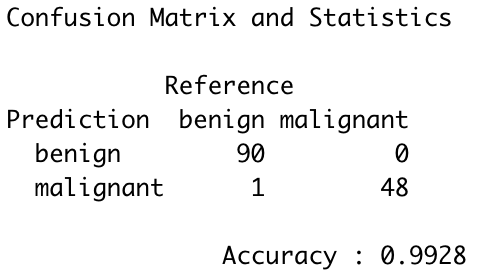 Confusion Matrix and Statistics
Reference
Prediction benign malignant
benign 90 0
malignant 1 48
Accuracy : 0.9928